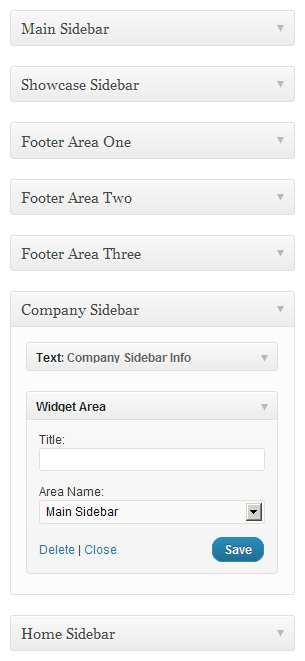 Main Sidebar
Showcase Sidebar
Footer Area One
Footer Area Two
Footer Area Three
Company Sidebar
Text: Company Sidebar Info
Widget Area
Title:
Area Name:
Main Sidebar
Delete | Close Save
Home Sidebar